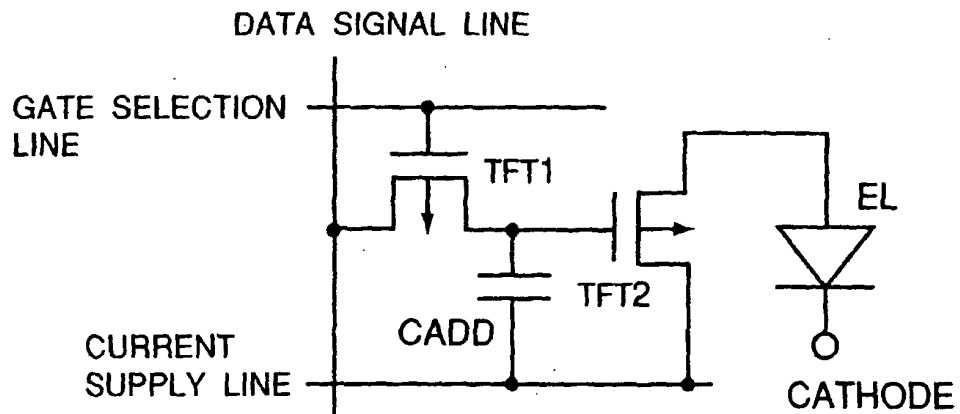 DATA SIGNAL LINE
GATE SELECTION
LINE
TFT1
EL
TFT2
CADD
CURRENT
SUPPLY LINE
CATHODE